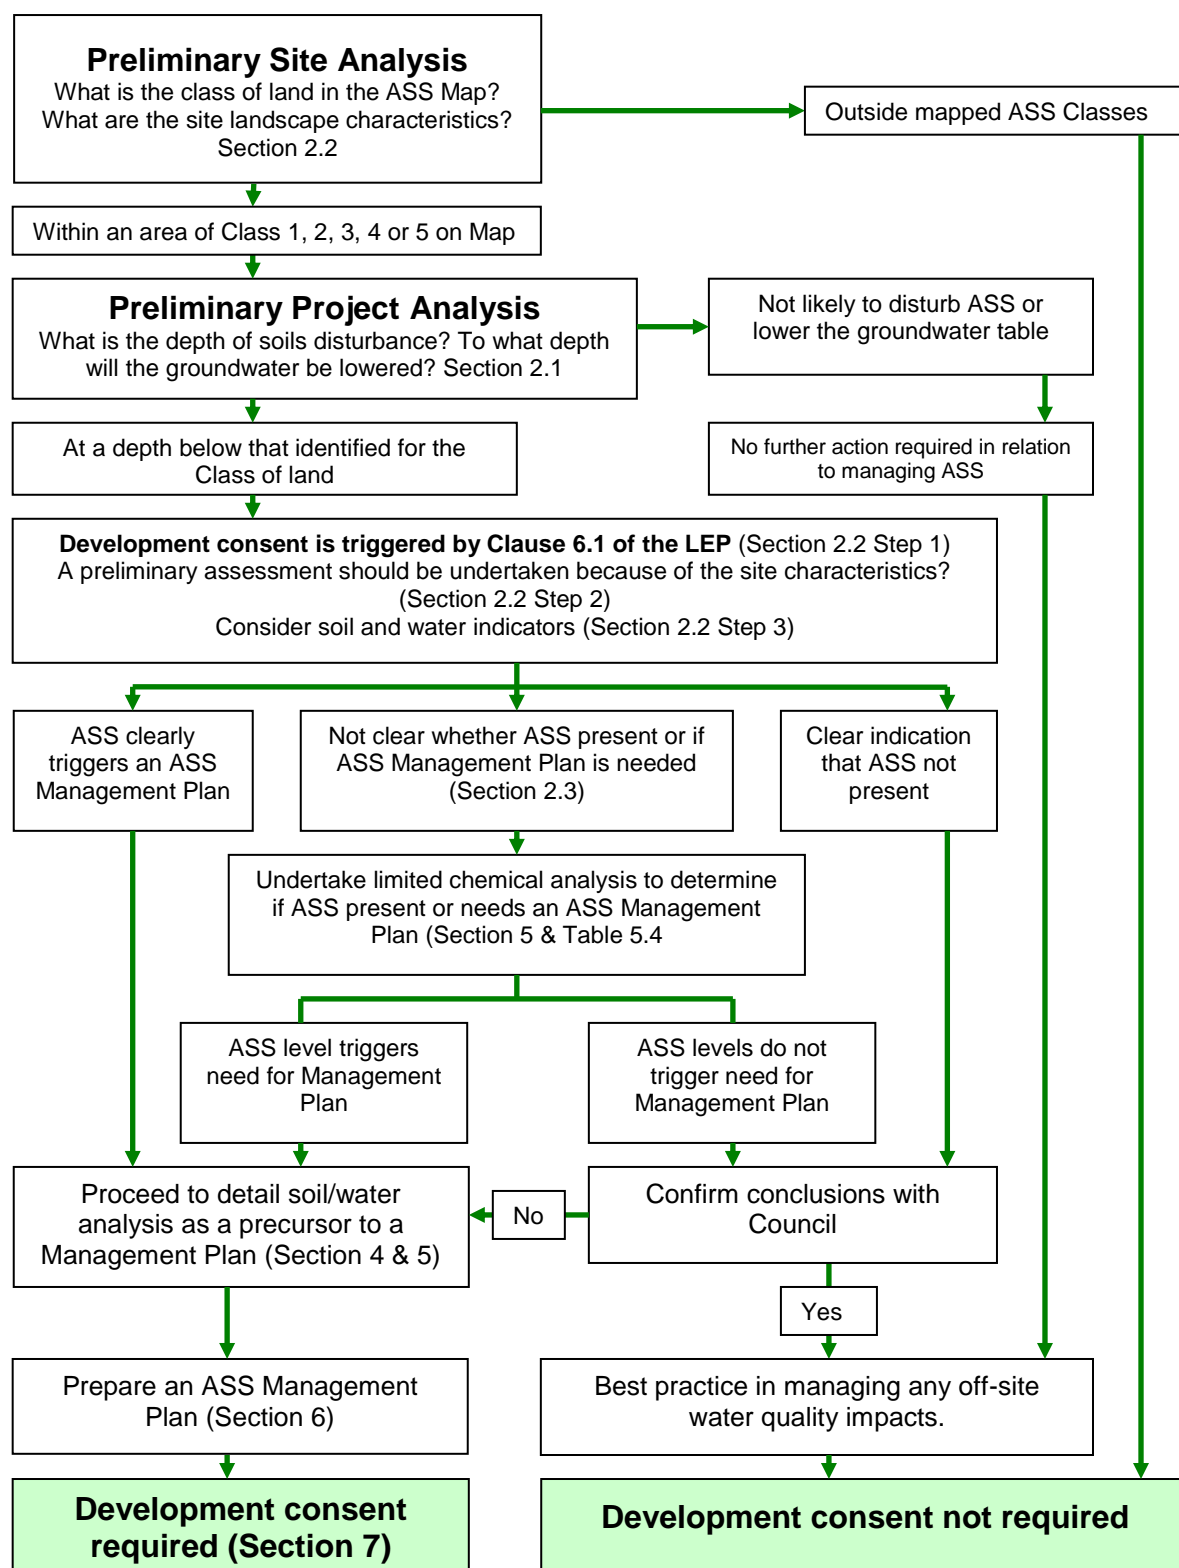 Preliminary Site Analysis
What is the class of land in the ASS Map?
What are the site landscape characteristics?
Section 2.2
Outside mapped ASS Classes
Within an area of Class 1, 2, 3, 4 or 5 on Map
Preliminary Project Analysis
What is the depth of soils disturbance? To what depth
will the groundwater be lowered? Section 2.1
Not likely to disturb ASS or
lower the groundwater table
At a depth below that identified for the
Class of land
No further action required in relation
to managing ASS
Development consent is triggered by Clause 6.1 of the LEP (Section 2.2 Step 1)
A preliminary assessment should be undertaken because of the site characteristics?
(Section 2.2 Step 2)
Consider soil and water indicators (Section 2.2 Step 3)
ASS clearly
triggers an ASS
Management Plan
Not clear whether ASS present or if
ASS Management Plan is needed
(Section 2.3)
Clear indication
that ASS not
present
Undertake limited chemical analysis to determine
if ASS present or needs an ASS Management
Plan (Section 5 & Table 5.4
ASS level triggers
need for Management
Plan
ASS levels do not
trigger need for
Management Plan
Proceed to detail soil/water
analysis as a precursor to a
Management Plan (Section 4 & 5)
No
Confirm conclusions with
Council
Yes
Prepare an ASS Management
Plan (Section 6)
Best practice in managing any off-site
water quality impacts.
Development consent
required (Section 7)
Development consent not required